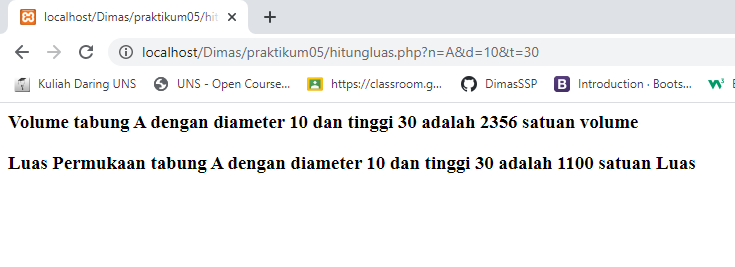 localhost/Dimas/praktikum05/hit
localhost/Dimas/praktikum05/hitungluas.php?n=A&d=10&t=30
Kuliah Daring UNS UNS - Open Course... https://classroom.g... DimasSSP Introduction · Boots...
Volume tabung A dengan diameter 10 dan tinggi 30 adalah 2356 satuan volume
Luas Permukaan tabung A dengan diameter 10 dan tinggi 30 adalah 1100 satuan Luas